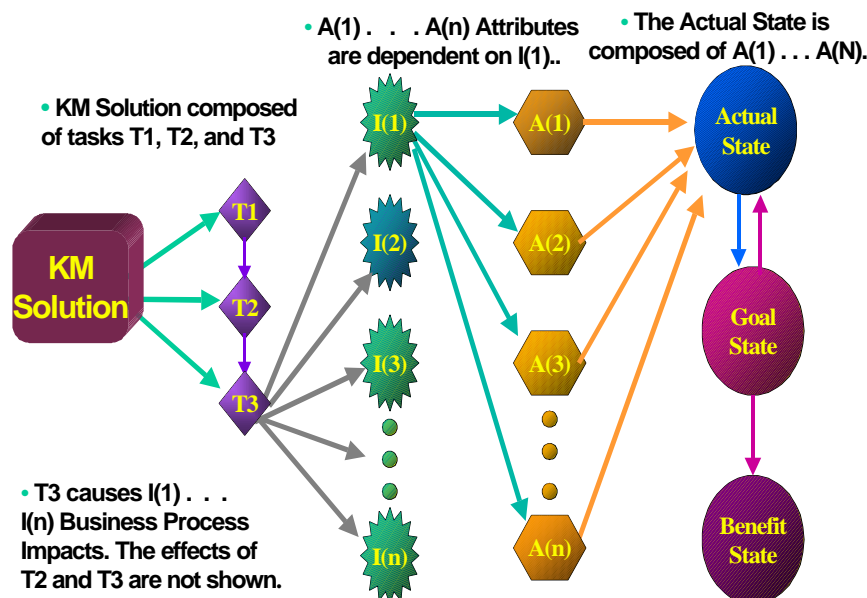 • A(1) . . . A(n) Attributes
are dependent on I(1)..
• The Actual State is
composed of A(1) . . . A(N).
• KM Solution composed
of tasks T1, T2, and T3
KM
Solution
T1
T2
T3
I(1)
I(2)
I(3)
I(n)
A(1)
A(2)
A(3)
A(n)
Actual
State
Goal
State
Benefit
State
• T3 causes I(1) . . .
I(n) Business Process
Impacts. The effects of
T2 and T3 are not shown.